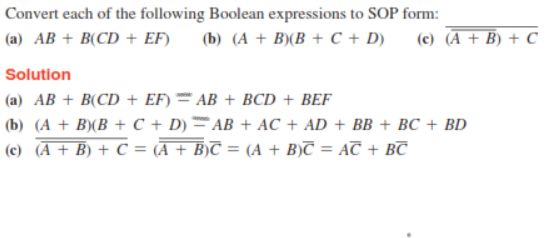 Convert each of the following Boolean expressions to SOP form:
(a) AB + B(CD + EF) (b) (A + B)(B + C + D) (c) $\overline{\overline{(A + B)} + C}$
Solution
(a) AB + B(CD + EF) = AB + BCD + BEF
(b) (A + B)(B + C + D) = AB + AC + AD + BB + BC + BD
(c) $\overline{\overline{(A + B)} + C} = \overline{\overline{(A + B)}}\overline{C} = (A + B)\overline{C} = A\overline{C} + B\overline{C}$